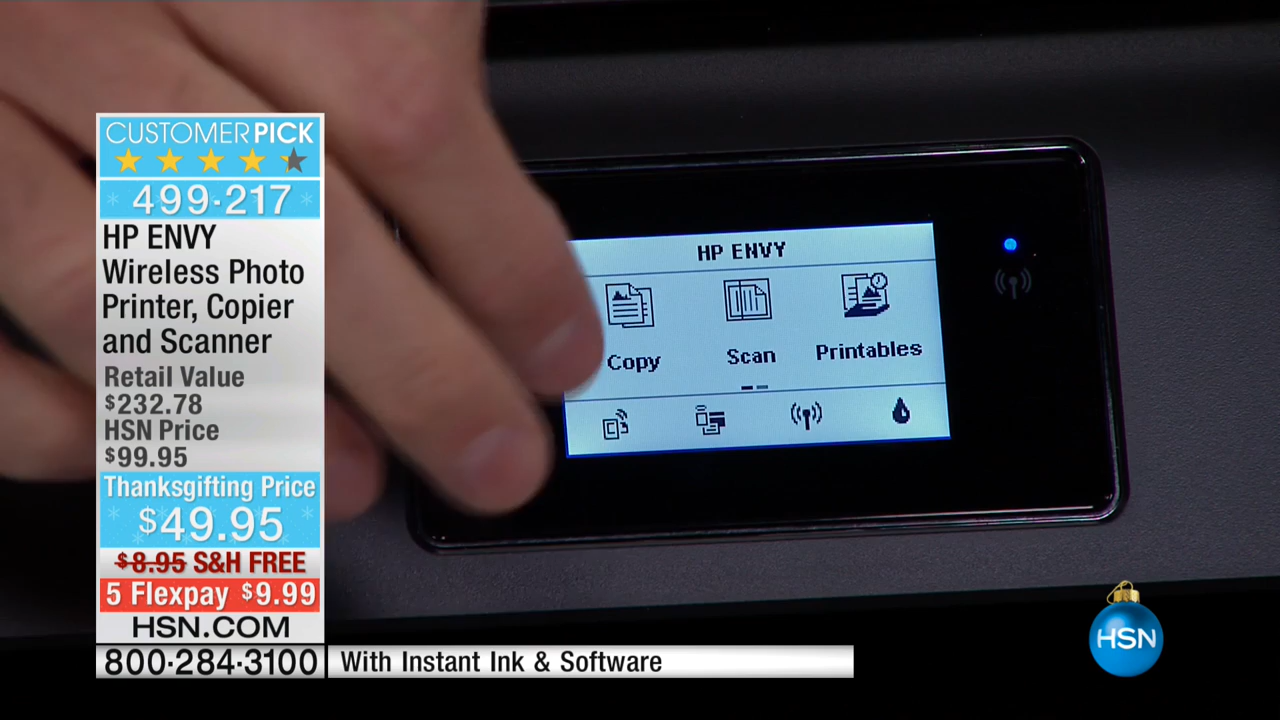 CUSTOMERPICK
499·217
HP ENVY
Wireless Photo
Printer, Copier
and Scanner
Retail Value
$232.78
HSN Price
$99.95
Thanksgifting Price
$49.95
$8.95 S&H FREE
5 Flexpay $9.99
HSN.COM
800·284·3100
With Instant Ink & Software
HP ENVY
Copy
Scan
Printables
HSN